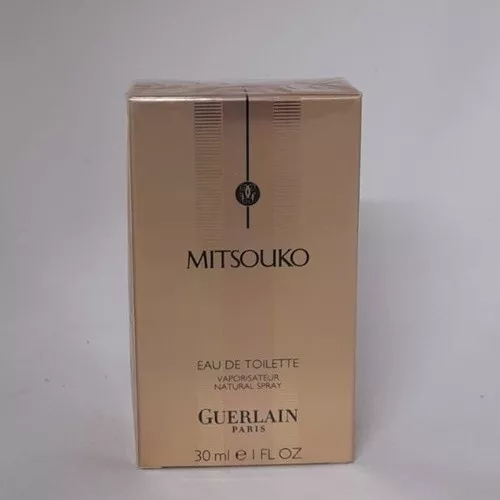 MITSOUKO
EAU DE TOILETTE
VAPORISATEUR
NATURAL SPRAY
GUERLAIN
PARIS
30 ml e 1 FL OZ